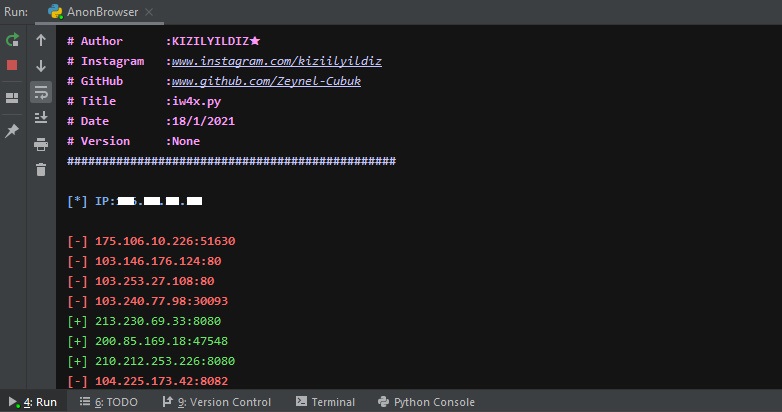 Run: AnonBrowser
# Author :KIZILYILDIZ★
# Instagram :www.instagram.com/kiziilyildiz
# GitHub :www.github.com/Zeynel-Cubuk
# Title :iw4x.py
# Date :18/1/2021
# Version :None
###############################################
[*] IP:
[-] 175.106.10.226:51630
[-] 103.146.176.124:80
[-] 103.253.27.108:80
[-] 103.240.77.98:30093
[+] 213.230.69.33:8080
[+] 200.85.169.18:47548
[+] 210.212.253.226:8080
[-] 104.225.173.42:8082
4: Run 6: TODO 9: Version Control Terminal Python Console